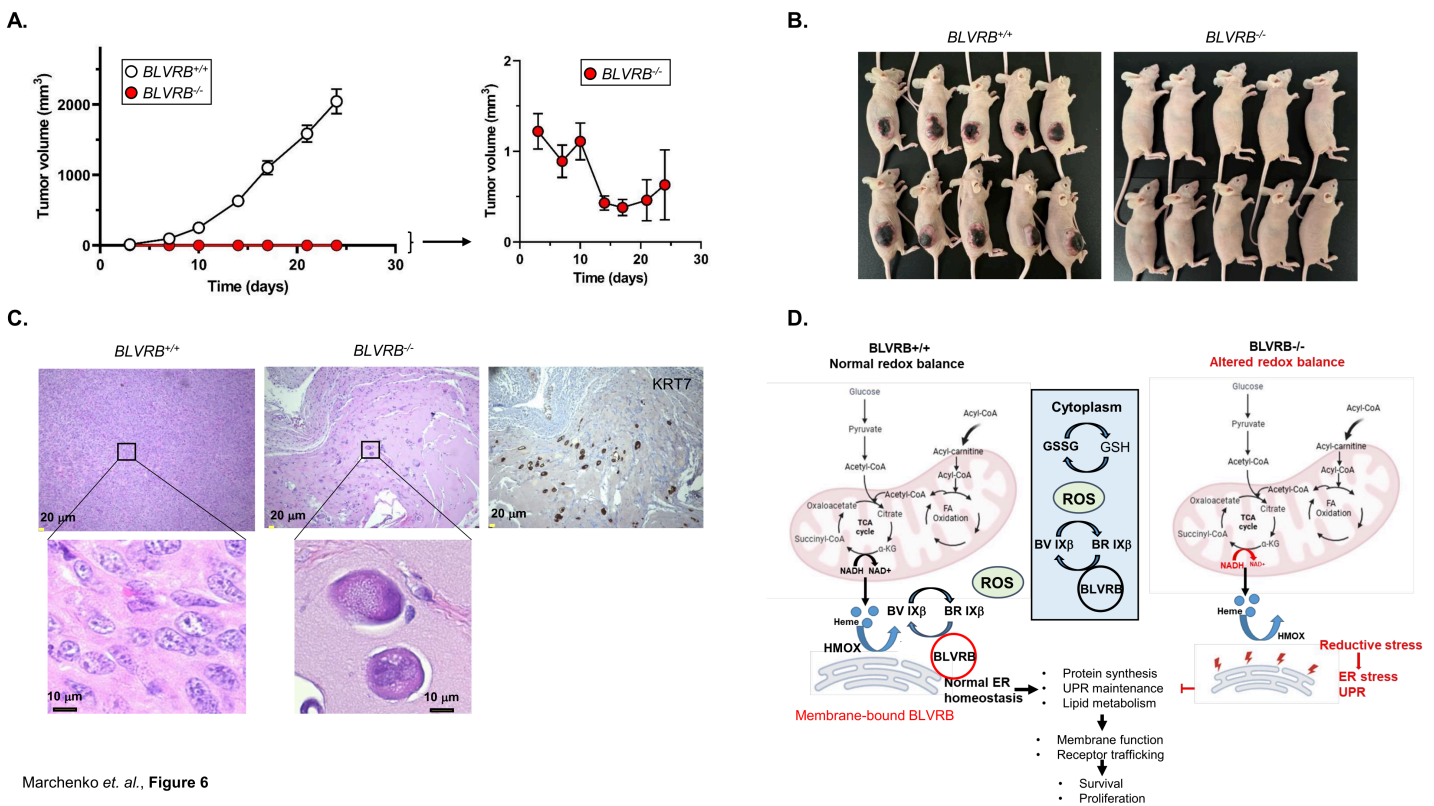 A.
BLVRB+/+
BLVRB-/-
Tumor volume (mm3)
2000
1000
0
0
10
20
30
Time (days)
BLVRB-/-
Tumor volume (mm3)
2
1
0
0
10
20
30
Time (days)
B.
BLVRB+/+
BLVRB-/-
C.
BLVRB+/+
BLVRB-/-
KRT7
20 μm
20 μm
20 μm
10 μm
10 μm
D.
BLVRB+/+
Normal redox balance
Glucose
Pyruvate
Acetyl-CoA
Acyl-CoA
Acyl-carnitine
Acyl-CoA
Acetyl-CoA
Oxaloacetate
Citrate
FA
Oxidation
TCA
cycle
Succinyl-CoA
α-KG
NADH
NAD+
ROS
Heme
BV IXβ
BR IXβ
HMOX
BLVRB
Normal ER
homeostasis
Membrane-bound BLVRB
Cytoplasm
GSSG
GSH
ROS
BV IXβ
BR IXβ
BLVRB
BLVRB-/-
Altered redox balance
Glucose
Pyruvate
Acetyl-CoA
Acyl-CoA
Acyl-carnitine
Acyl-CoA
Acetyl-CoA
Oxaloacetate
Citrate
FA
Oxidation
TCA
cycle
Succinyl-CoA
α-KG
NADH
NAD+
Heme
HMOX
Reductive stress
ER stress
UPR
• Protein synthesis
• UPR maintenance
• Lipid metabolism
• Membrane function
• Receptor trafficking
• Survival
• Proliferation
Marchenko et. al., Figure 6